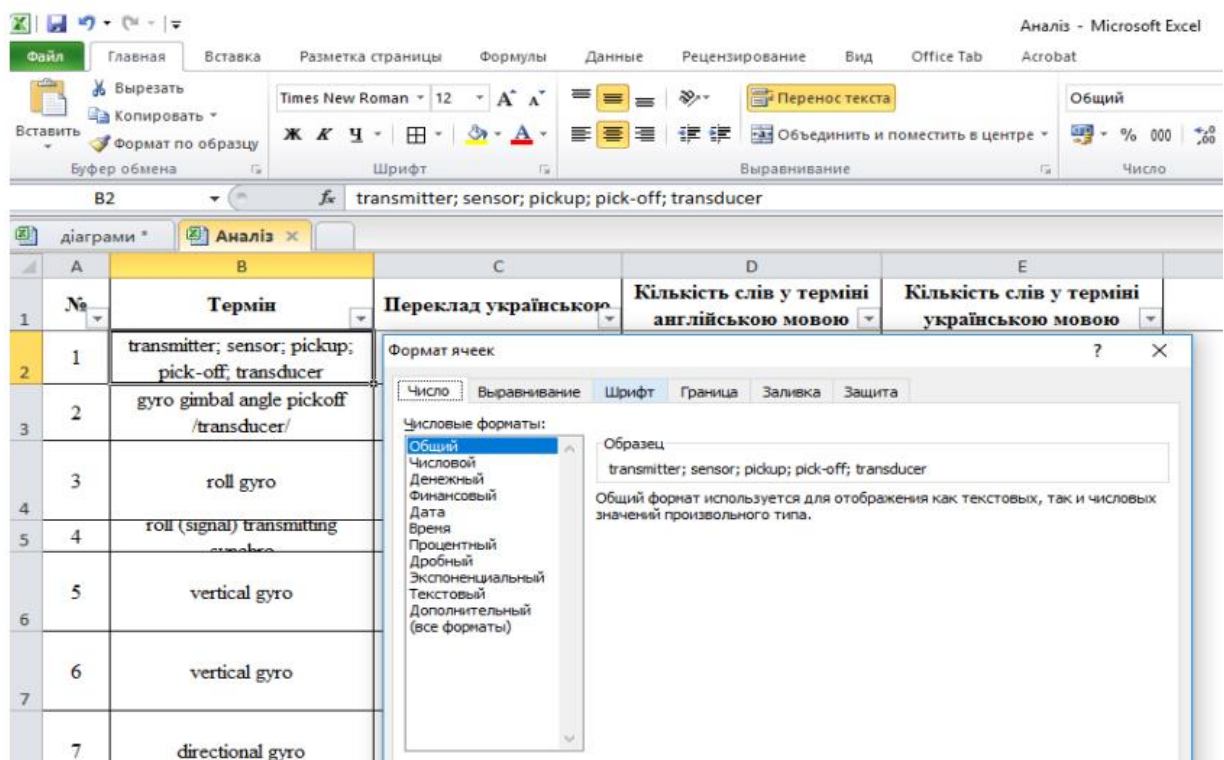 Аналіз - Microsoft Excel
Файл Главная Вставка Разметка страницы Формулы Данные Рецензирование Вид Office Tab Acrobat
Вставить
Вырезать
Копировать
Формат по образцу
Буфер обмена
Times New Roman 12
Ж К Ч
Шрифт
Перенос текста
Объединить и поместить в центре
Выравнивание
Общий
% 000
Число
B2 fx transmitter; sensor; pickup; pick-off; transducer
діаграми * Аналіз
A B C D E
1 № Термін Переклад українською Кількість слів у терміні англійською мовою Кількість слів у терміні українською мовою
2 1 transmitter; sensor; pickup;
pick-off; transducer
3 2 gyro gimbal angle pickoff
/transducer/
4 3 roll gyro
5 4 roll (signal) transmitting
synchro
6 5 vertical gyro
7 6 vertical gyro
7 directional gyro
Формат ячеек ?
Число Выравнивание Шрифт Граница Заливка Защита
Числовые форматы:
Общий
Числовой
Денежный
Финансовый
Дата
Время
Процентный
Дробный
Экспоненциальный
Текстовый
Дополнительный
(все форматы)
Образец
transmitter; sensor; pickup; pick-off; transducer
Общий формат используется для отображения как текстовых, так и числовых
значений произвольного типа.